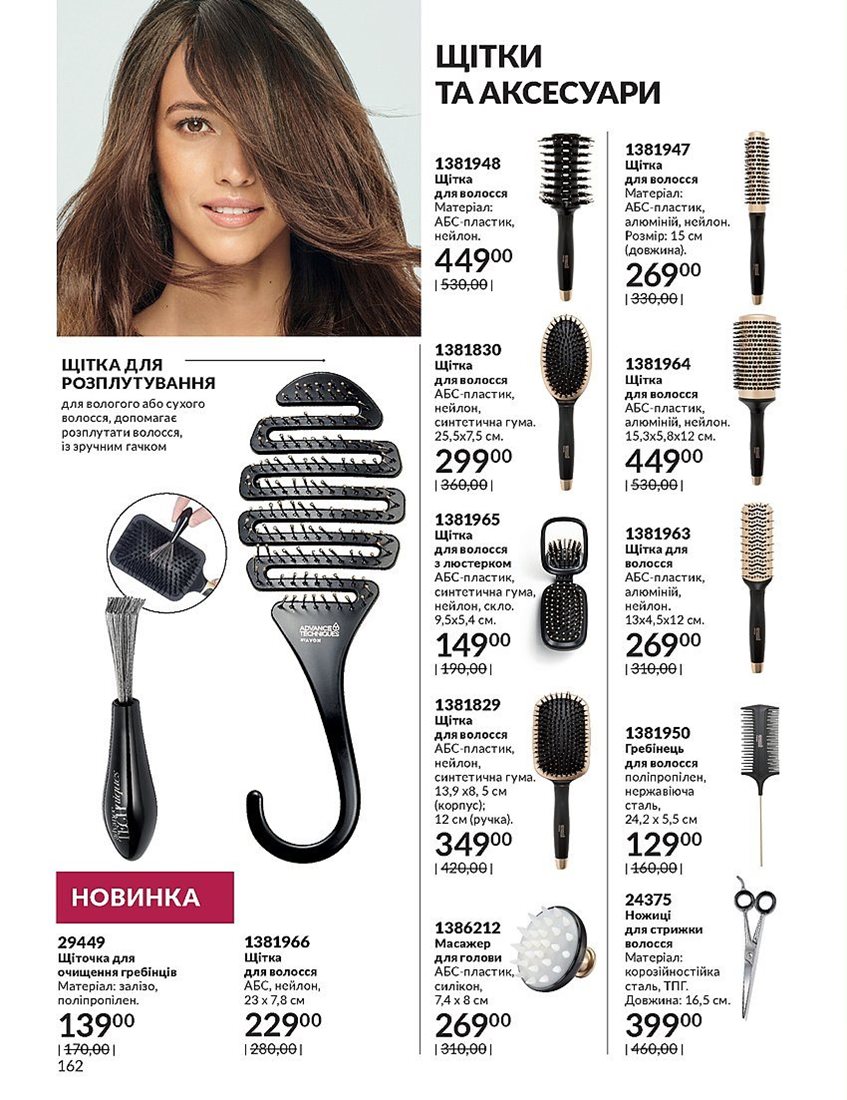 ЩІТКИ
ТА АКСЕСУАРИ
ЩІТКА ДЛЯ
РОЗПЛУТУВАННЯ
для вологого або сухого
волосся, допомагає
розплутати волосся,
із зручним гачком
ADVANCE
TECHNIQUES
BY AVON
advance
TECHniques
НОВИНКА
29449
Щіточка для
очищення гребінців
Матеріал: залізо,
поліпропілен.
13900
|170,00|
1381966
Щітка
для волосся
АБС, нейлон,
23 х 7,8 см
22900
|280,00|
1381948
Щітка
для волосся
Матеріал:
АБС-пластик,
нейлон.
44900
|530,00|
1381830
Щітка
для волосся
АБС-пластик,
нейлон,
синтетична гума.
25,5х7,5 см.
29900
|360,00|
1381965
Щітка
для волосся
з люстерком
АБС-пластик,
синтетична гума,
нейлон, скло.
9,5х5,4 см.
14900
|190,00|
1381829
Щітка
для волосся
АБС-пластик,
нейлон,
синтетична гума.
13,9 х8, 5 см
(корпус);
12 см (ручка).
34900
|420,00|
1386212
Масажер
для голови
АБС-пластик,
силікон,
7,4 х 8 см
26900
|310,00|
1381947
Щітка
для волосся
Матеріал:
АБС-пластик,
алюміній, нейлон.
Розмір: 15 см
(довжина).
26900
|330,00|
1381964
Щітка
для волосся
АБС-пластик,
алюміній, нейлон.
15,3х5,8х12 см.
44900
|530,00|
1381963
Щітка для
волосся
АБС-пластик,
алюміній,
нейлон.
13х4,5х12 см.
26900
|310,00|
1381950
Гребінець
для волосся
поліпропілен,
нержавіюча
сталь,
24,2 х 5,5 см
12900
|160,00|
24375
Ножиці
для стрижки
волосся
Матеріал:
корозійностійка
сталь, ТПГ.
Довжина: 16,5 см.
39900
|460,00|
162